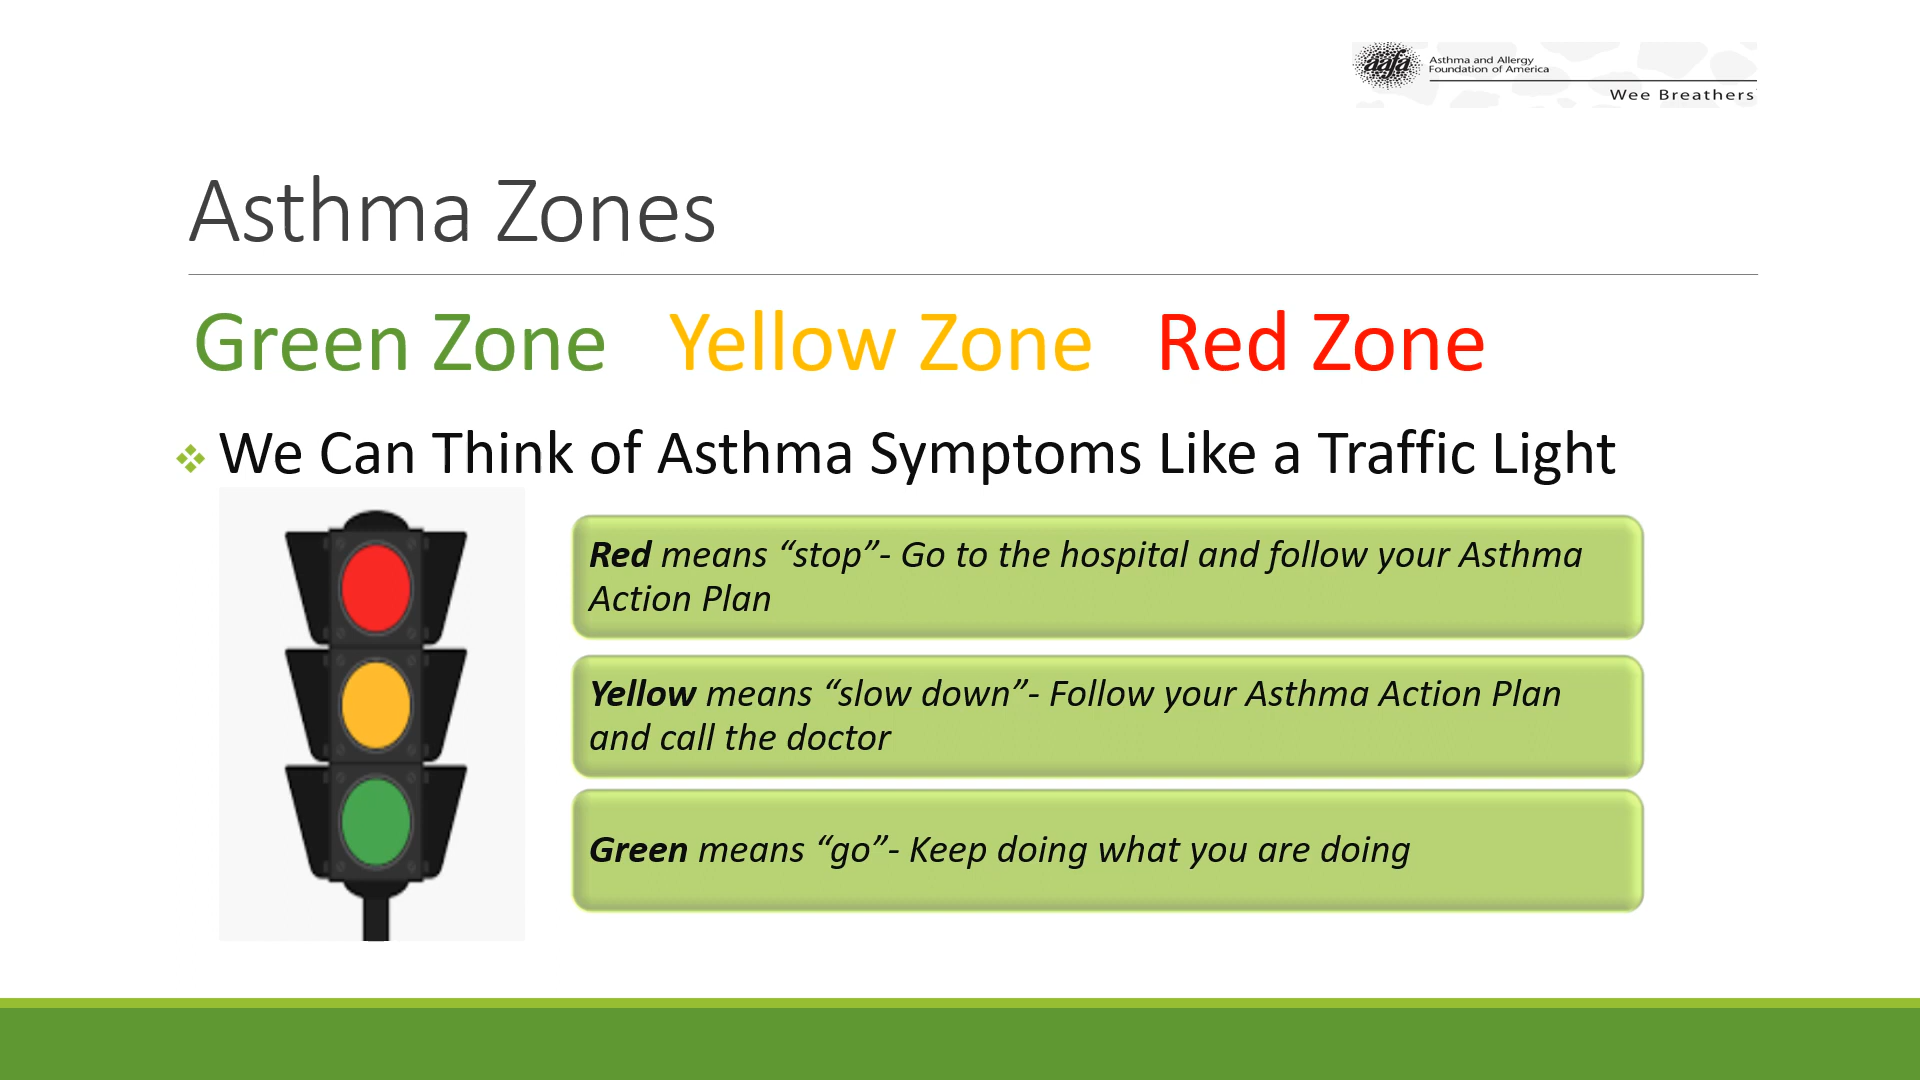 aafa
Asthma and Allergy
Foundation of America
Wee Breathers
Asthma Zones
Green Zone Yellow Zone Red Zone
We Can Think of Asthma Symptoms Like a Traffic Light
Red means “stop”- Go to the hospital and follow your Asthma
Action Plan
Yellow means “slow down”- Follow your Asthma Action Plan
and call the doctor
Green means “go”- Keep doing what you are doing